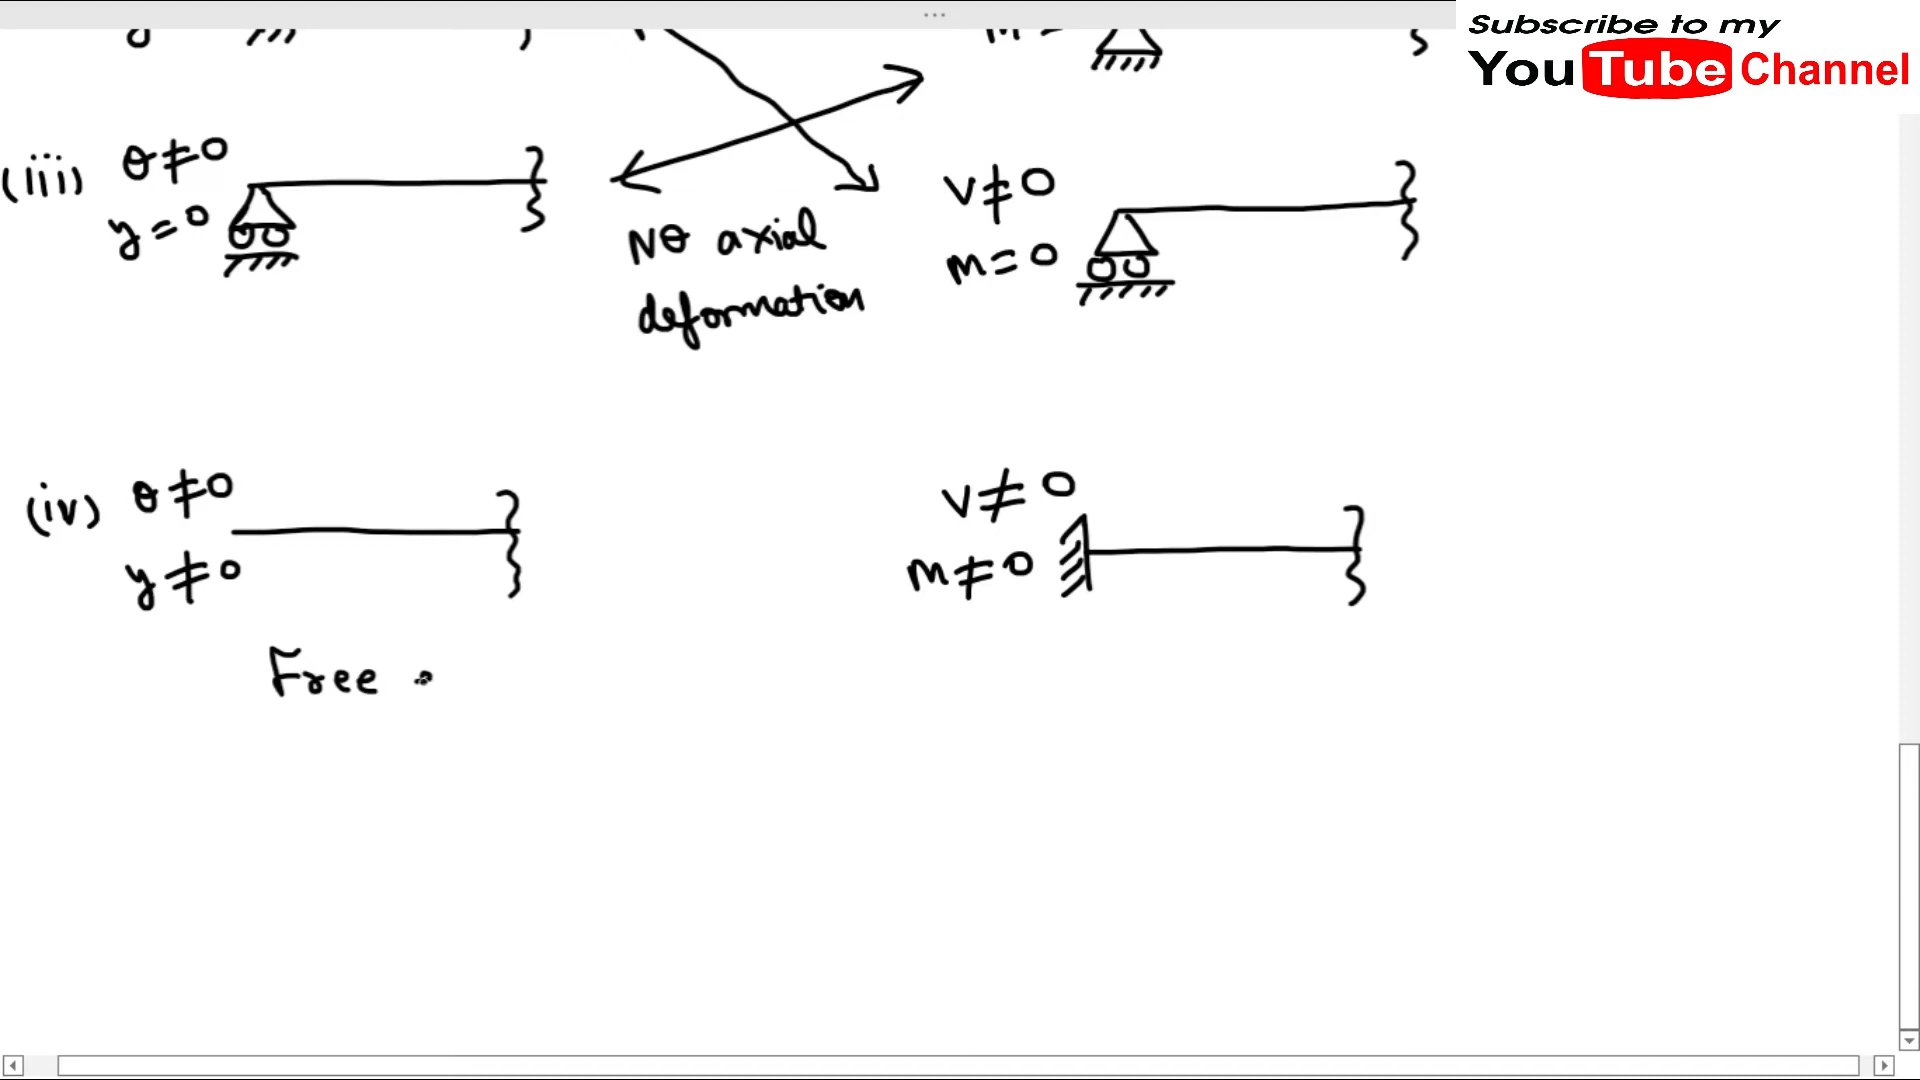 Subscribe to my
YouTube Channel
(iii) θ≠0
y=0
No axial
deformation
V≠0
m=0
(iv) θ≠0
y≠0
V≠0
m≠0
Free